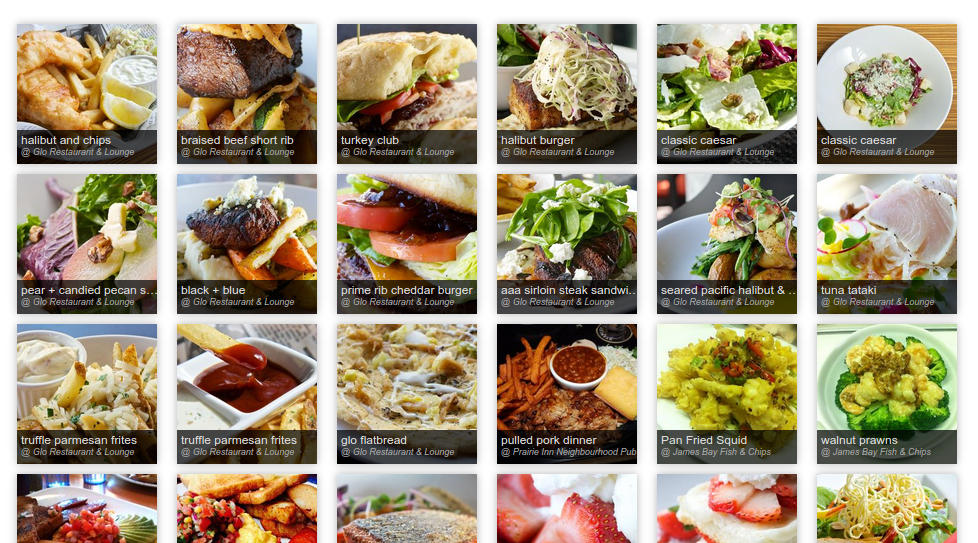 halibut and chips
@ Glo Restaurant & Lounge
braised beef short rib
@ Glo Restaurant & Lounge
turkey club
@ Glo Restaurant & Lounge
halibut burger
@ Glo Restaurant & Lounge
classic caesar
@ Glo Restaurant & Lounge
classic caesar
@ Glo Restaurant & Lounge
pear + candied pecan s...
@ Glo Restaurant & Lounge
black + blue
@ Glo Restaurant & Lounge
prime rib cheddar burger
@ Glo Restaurant & Lounge
aaa sirloin steak sandwi...
@ Glo Restaurant & Lounge
seared pacific halibut & ...
@ Glo Restaurant & Lounge
tuna tataki
@ Glo Restaurant & Lounge
truffle parmesan frites
@ Glo Restaurant & Lounge
truffle parmesan frites
@ Glo Restaurant & Lounge
glo flatbread
@ Glo Restaurant & Lounge
pulled pork dinner
@ Prairie Inn Neighbourhood Pub
Pan Fried Squid
@ James Bay Fish & Chips
walnut prawns
@ James Bay Fish & Chips